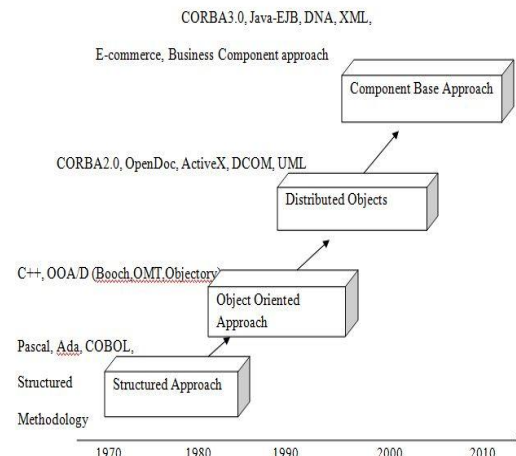 CORBA3.0, Java-EJB, DNA, XML,
E-commerce, Business Component approach
Component Base Approach
CORBA2.0, OpenDoc, ActiveX, DCOM, UML
Distributed Objects
C++, OOA/D (Booch,OMT,Objectory)
Object Oriented
Approach
Pascal, Ada, COBOL,
Structured
Methodology
Structured Approach
1970 1980 1990 2000 2010